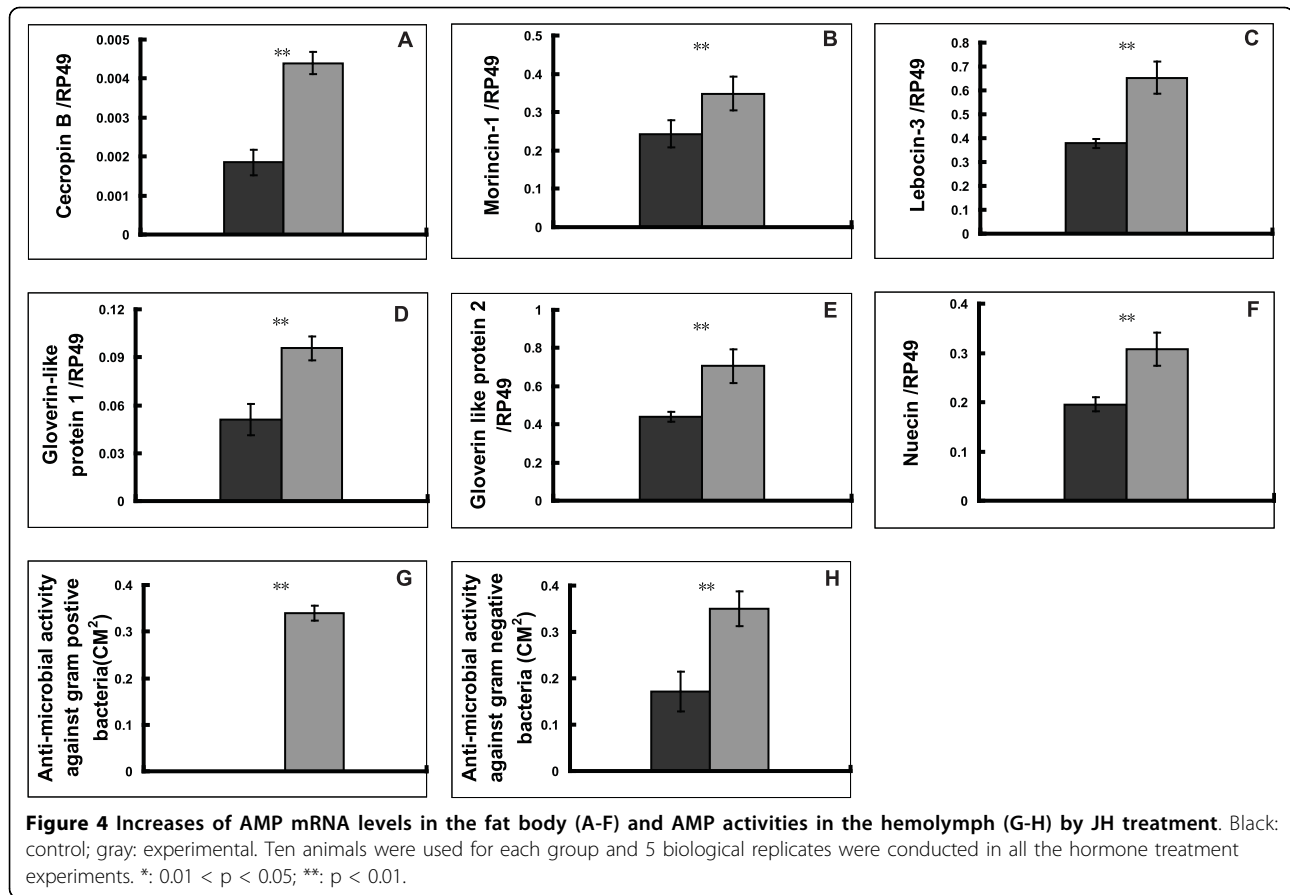 A
Cecropin B /RP49
0.005
0.004
0.003
0.002
0.001
0
**
B
Morincin-1 /RP49
0.5
0.4
0.3
0.2
0.1
0
**
C
Lebocin-3 /RP49
0.8
0.7
0.6
0.5
0.4
0.3
0.2
0.1
0
**
D
Gloverin-like
protein 1 /RP49
0.12
0.09
0.06
0.03
0
**
E
Gloverin like protein 2
/RP49
1
0.8
0.6
0.4
0.2
0
**
F
Nuecin /RP49
0.4
0.3
0.2
0.1
0
**
G
Anti-microbial activity
against gram postive
bacteria(CM²)
0.4
0.3
0.2
0.1
0
**
H
Anti-microbial activity
against gram negative
bacteria (CM²)
0.4
0.3
0.2
0.1
0
**
Figure 4 Increases of AMP mRNA levels in the fat body (A-F) and AMP activities in the hemolymph (G-H) by JH treatment. Black:
control; gray: experimental. Ten animals were used for each group and 5 biological replicates were conducted in all the hormone treatment
experiments. *: 0.01 < p < 0.05; **: p < 0.01.